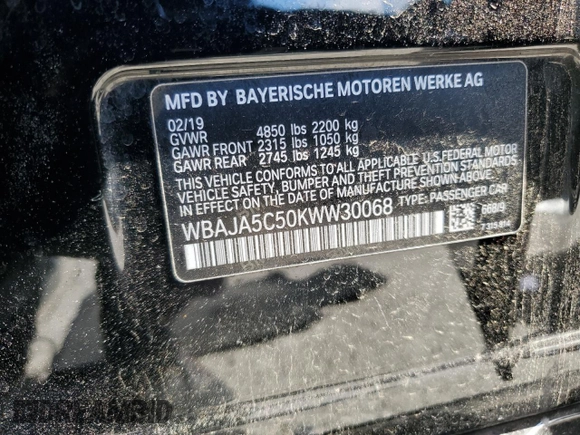 MFD BY BAYERISCHE MOTOREN WERKE AG
02/19
GVWR 4850 lbs 2200 kg
GAWR FRONT 2315 lbs 1050 kg
GAWR REAR 2745 lbs 1245 kg
THIS VEHICLE CONFORMS TO ALL APPLICABLE U.S.FEDERAL MOTOR
VEHICLE SAFETY, BUMPER AND THEFT PREVENTION STANDARDS
IN EFFECT ON THE DATE OF MANUFACTURE SHOWN ABOVE.
WBAJA5C50KWW30068 TYPE: PASSENGER CAR
668/9